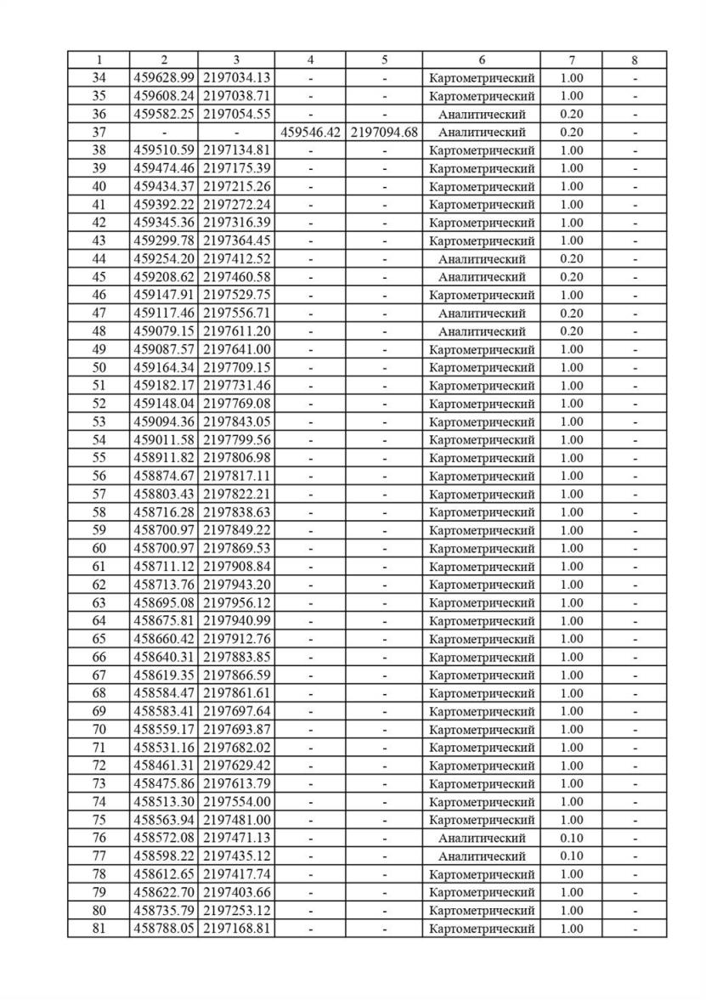 1 2 3 4 5 6 7 8
34 459628.99 2197034.13 - - Картометрический 1.00 -
35 459608.24 2197038.71 - - Картометрический 1.00 -
36 459582.25 2197054.55 - - Аналитический 0.20 -
37 - - 459546.42 2197094.68 Аналитический 0.20 -
38 459510.59 2197134.81 - - Картометрический 1.00 -
39 459474.46 2197175.39 - - Картометрический 1.00 -
40 459434.37 2197215.26 - - Картометрический 1.00 -
41 459392.22 2197272.24 - - Картометрический 1.00 -
42 459345.36 2197316.39 - - Картометрический 1.00 -
43 459299.78 2197364.45 - - Картометрический 1.00 -
44 459254.20 2197412.52 - - Аналитический 0.20 -
45 459208.62 2197460.58 - - Аналитический 0.20 -
46 459147.91 2197529.75 - - Картометрический 1.00 -
47 459117.46 2197556.71 - - Аналитический 0.20 -
48 459079.15 2197611.20 - - Аналитический 0.20 -
49 459087.57 2197641.00 - - Картометрический 1.00 -
50 459164.34 2197709.15 - - Картометрический 1.00 -
51 459182.17 2197731.46 - - Картометрический 1.00 -
52 459148.04 2197769.08 - - Картометрический 1.00 -
53 459094.36 2197843.05 - - Картометрический 1.00 -
54 459011.58 2197799.56 - - Картометрический 1.00 -
55 458911.82 2197806.98 - - Картометрический 1.00 -
56 458874.67 2197817.11 - - Картометрический 1.00 -
57 458803.43 2197822.21 - - Картометрический 1.00 -
58 458716.28 2197838.63 - - Картометрический 1.00 -
59 458700.97 2197849.22 - - Картометрический 1.00 -
60 458700.97 2197869.53 - - Картометрический 1.00 -
61 458711.12 2197908.84 - - Картометрический 1.00 -
62 458713.76 2197943.20 - - Картометрический 1.00 -
63 458695.08 2197956.12 - - Картометрический 1.00 -
64 458675.81 2197940.99 - - Картометрический 1.00 -
65 458660.42 2197912.76 - - Картометрический 1.00 -
66 458640.31 2197883.85 - - Картометрический 1.00 -
67 458619.35 2197866.59 - - Картометрический 1.00 -
68 458584.47 2197861.61 - - Картометрический 1.00 -
69 458583.41 2197697.64 - - Картометрический 1.00 -
70 458559.17 2197693.87 - - Картометрический 1.00 -
71 458531.16 2197682.02 - - Картометрический 1.00 -
72 458461.31 2197629.42 - - Картометрический 1.00 -
73 458475.86 2197613.79 - - Картометрический 1.00 -
74 458513.30 2197554.00 - - Картометрический 1.00 -
75 458563.94 2197481.00 - - Картометрический 1.00 -
76 458572.08 2197471.13 - - Аналитический 0.10 -
77 458598.22 2197435.12 - - Аналитический 0.10 -
78 458612.65 2197417.74 - - Картометрический 1.00 -
79 458622.70 2197403.66 - - Картометрический 1.00 -
80 458735.79 2197253.12 - - Картометрический 1.00 -
81 458788.05 2197168.81 - - Картометрический 1.00 -